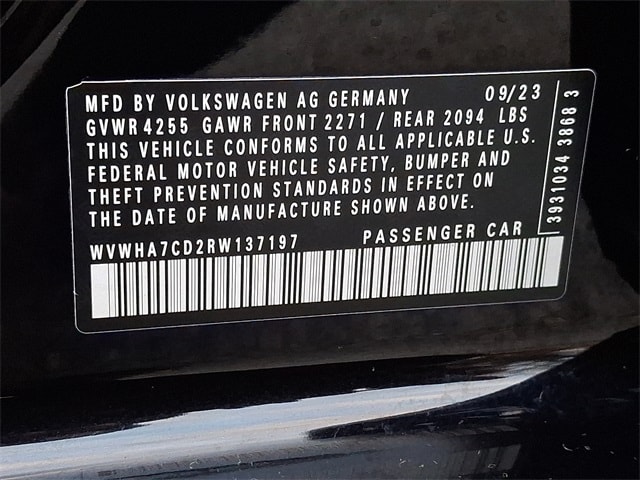 MFD BY VOLKSWAGEN AG GERMANY 09/23
GVWR 4255 GAWR FRONT 2271 / REAR 2094 LBS
THIS VEHICLE CONFORMS TO ALL APPLICABLE U.S.
FEDERAL MOTOR VEHICLE SAFETY, BUMPER AND
THEFT PREVENTION STANDARDS IN EFFECT ON
THE DATE OF MANUFACTURE SHOWN ABOVE.
WVWHA7CD2RW137197 PASSENGER CAR
3931034 3868 3